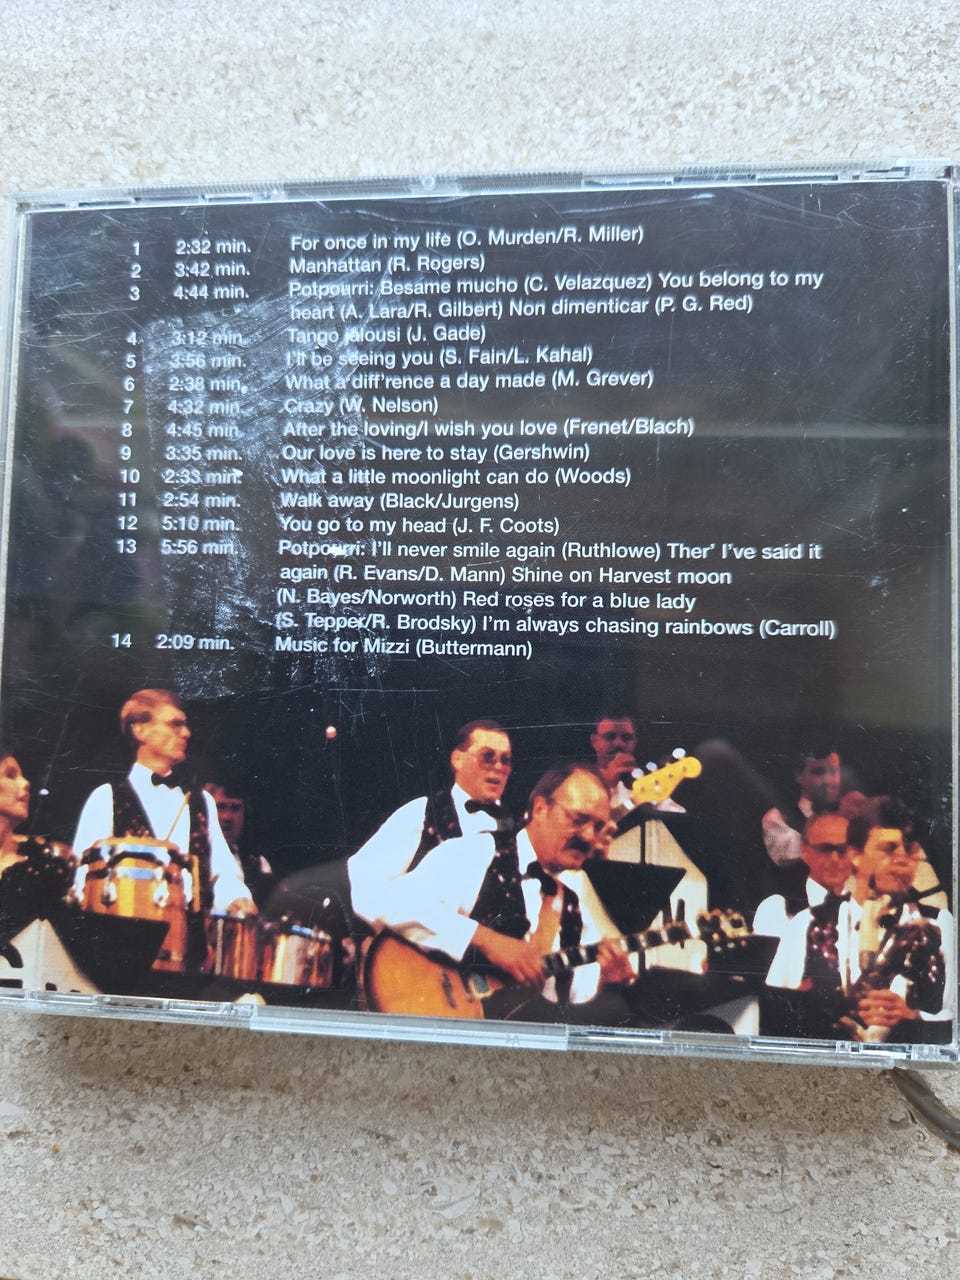 1 2:32 min. For once in my life (O. Murden/R. Miller)
2 3:42 min. Manhattan (R. Rogers)
3 4:44 min. Potpourri: Besame mucho (C. Velazquez) You belong to my
heart (A. Lara/R. Gilbert) Non dimenticar (P. G. Red)
4 3:12 min. Tango jalousi (J. Gade)
5 3:56 min. I'll be seeing you (S. Fain/L. Kahal)
6 2:38 min. What a diff'rence a day made (M. Grever)
7 4:32 min. Crazy (W. Nelson)
8 4:45 min. After the loving/I wish you love (Frenet/Blach)
9 3:35 min. Our love is here to stay (Gershwin)
10 2:33 min. What a little moonlight can do (Woods)
11 2:54 min. Walk away (Black/Jurgens)
12 5:10 min. You go to my head (J. F. Coots)
13 5:56 min. Potpourri: I'll never smile again (Ruthlowe) Ther' I've said it
again (R. Evans/D. Mann) Shine on Harvest moon
(N. Bayes/Norworth) Red roses for a blue lady
(S. Tepper/R. Brodsky) I'm always chasing rainbows (Carroll)
14 2:09 min. Music for Mizzi (Buttermann)